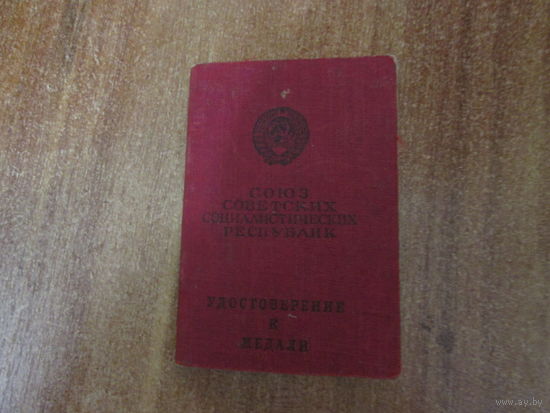 СОЮЗ
СОВЕТСКИХ
СОЦИАЛИСТИЧЕСКИХ
РЕСПУБЛИК
УДОСТОВЕРЕНИЕ
К
МЕДАЛИ
www.ay.by